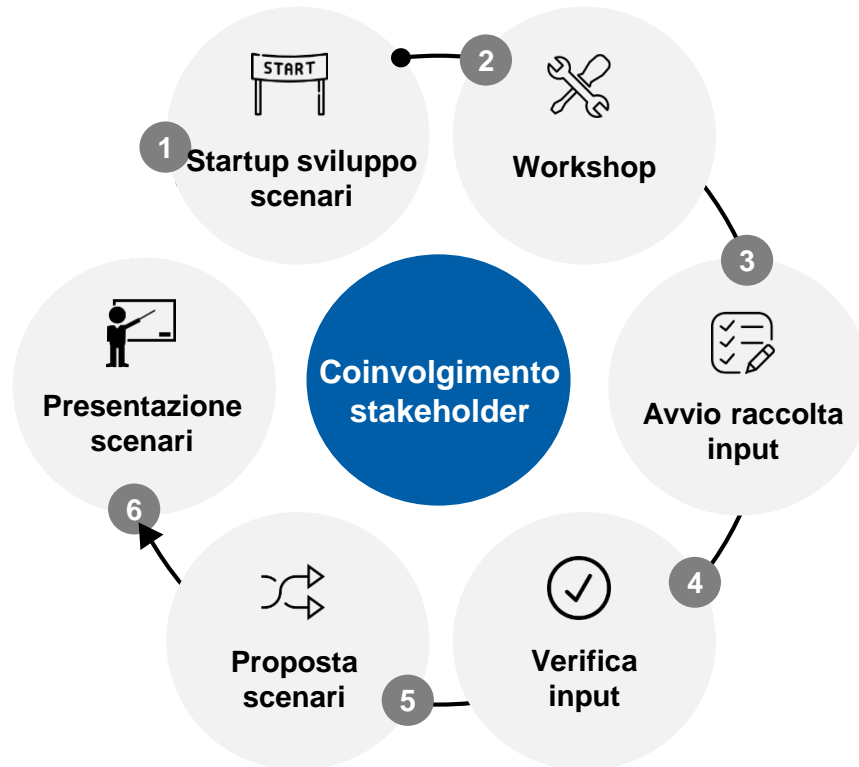 START
1
Startup sviluppo
scenari
2
Workshop
3
Avvio raccolta
input
4
Verifica
input
5
Proposta
scenari
6
Presentazione
scenari
Coinvolgimento
stakeholder